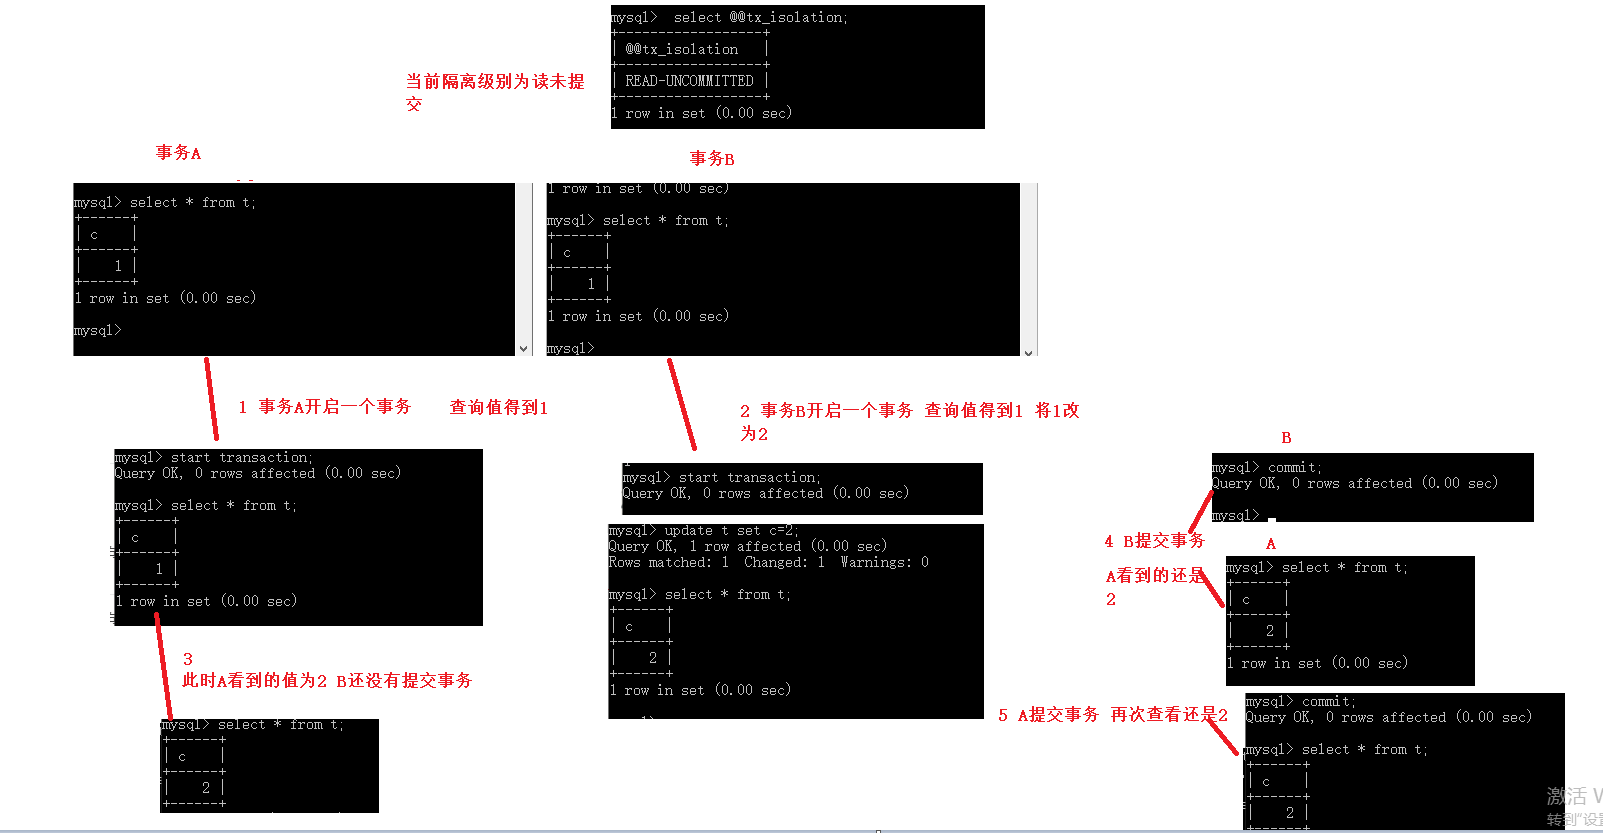 mysql>  select @@tx_isolation;
+------------------+
| @@tx_isolation   |
+------------------+
| READ-UNCOMMITTED |
+------------------+
1 row in set (0.00 sec)
当前隔离级别为读未提
交
事务A
mysql> select * from t;
+------+
| c    |
+------+
|    1 |
+------+
1 row in set (0.00 sec)
mysql>
事务B
1 row in set (0.00 sec)
mysql> select * from t;
+------+
| c    |
+------+
|    1 |
+------+
1 row in set (0.00 sec)
mysql>
1 事务A开启一个事务    查询值得到1
mysql> start transaction;
Query OK, 0 rows affected (0.00 sec)
mysql> select * from t;
+------+
| c    |
+------+
|    1 |
+------+
1 row in set (0.00 sec)
2 事务B开启一个事务 查询值得到1 将1改
为2
mysql> start transaction;
Query OK, 0 rows affected (0.00 sec)
mysql> update t set c=2;
Query OK, 1 row affected (0.00 sec)
Rows matched: 1  Changed: 1  Warnings: 0
mysql> select * from t;
+------+
| c    |
+------+
|    2 |
+------+
1 row in set (0.00 sec)
3
此时A看到的值为2 B还没有提交事务
mysql> select * from t;
+------+
| c    |
+------+
|    2 |
+------+
B
mysql> commit;
Query OK, 0 rows affected (0.00 sec)
mysql>
4 B提交事务
A
A看到的还是
2
mysql> select * from t;
+------+
| c    |
+------+
|    2 |
+------+
1 row in set (0.00 sec)
5 A提交事务 再次查看还是2
mysql> commit;
Query OK, 0 rows affected (0.00 sec)
mysql> select * from t;
+------+
| c    |
+------+
|    2 |
+------+
激活 W
转到"设置